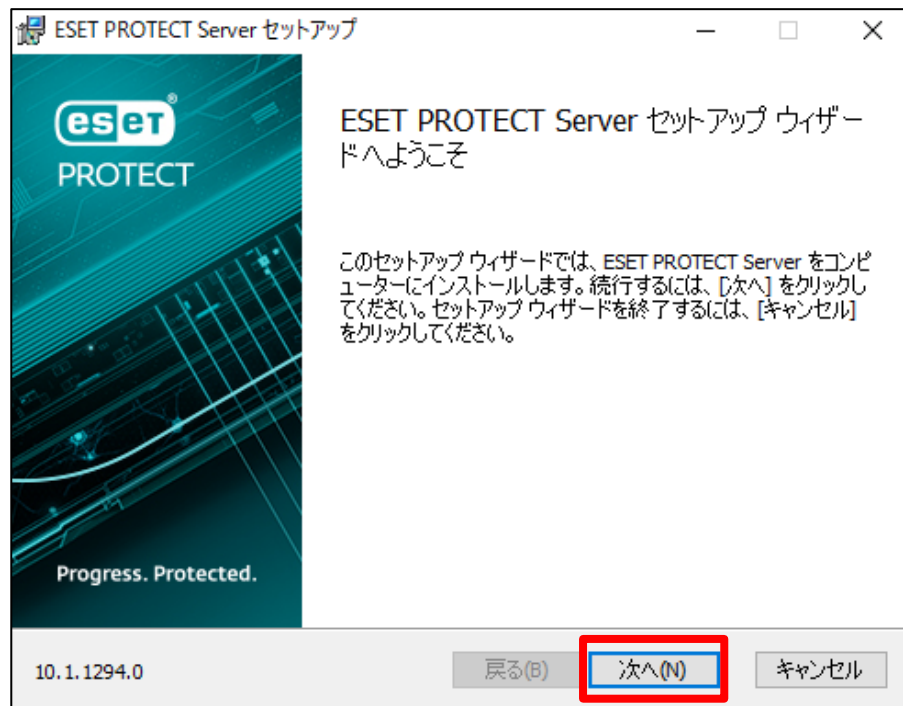 ESET PROTECT Server セットアップ
eset®
PROTECT
ESET PROTECT Server セットアップ ウィザー
ドへようこそ
このセットアップ ウィザードでは、ESET PROTECT Server をコンピ
ューターにインストールします。続行するには、[次へ] をクリックし
てください。セットアップ ウィザードを終了するには、[キャンセル]
をクリックしてください。
Progress. Protected.
10.1.1294.0
戻る(B)
次へ(N)
キャンセル